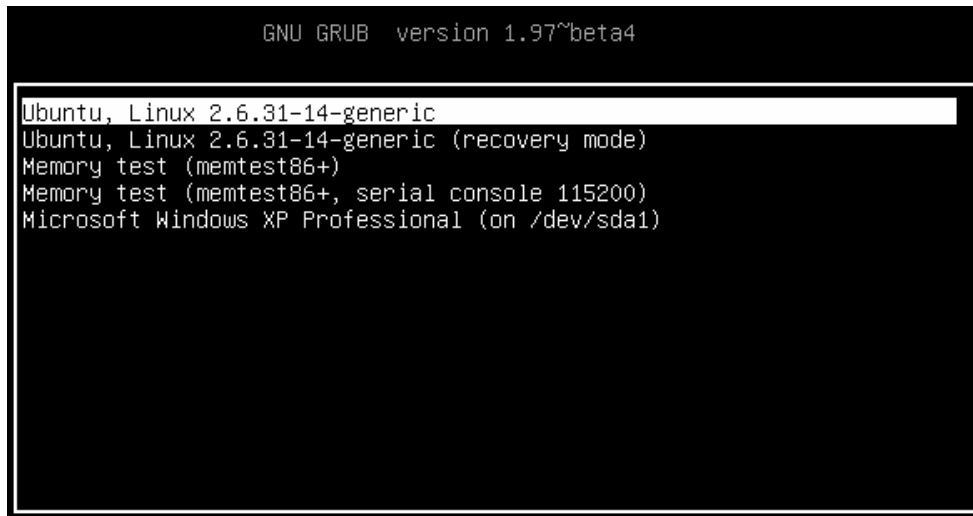 GNU GRUB version 1.97~beta4
Ubuntu, Linux 2.6.31-14-generic
Ubuntu, Linux 2.6.31-14-generic (recovery mode)
Memory test (memtest86+)
Memory test (memtest86+, serial console 115200)
Microsoft Windows XP Professional (on /dev/sda1)